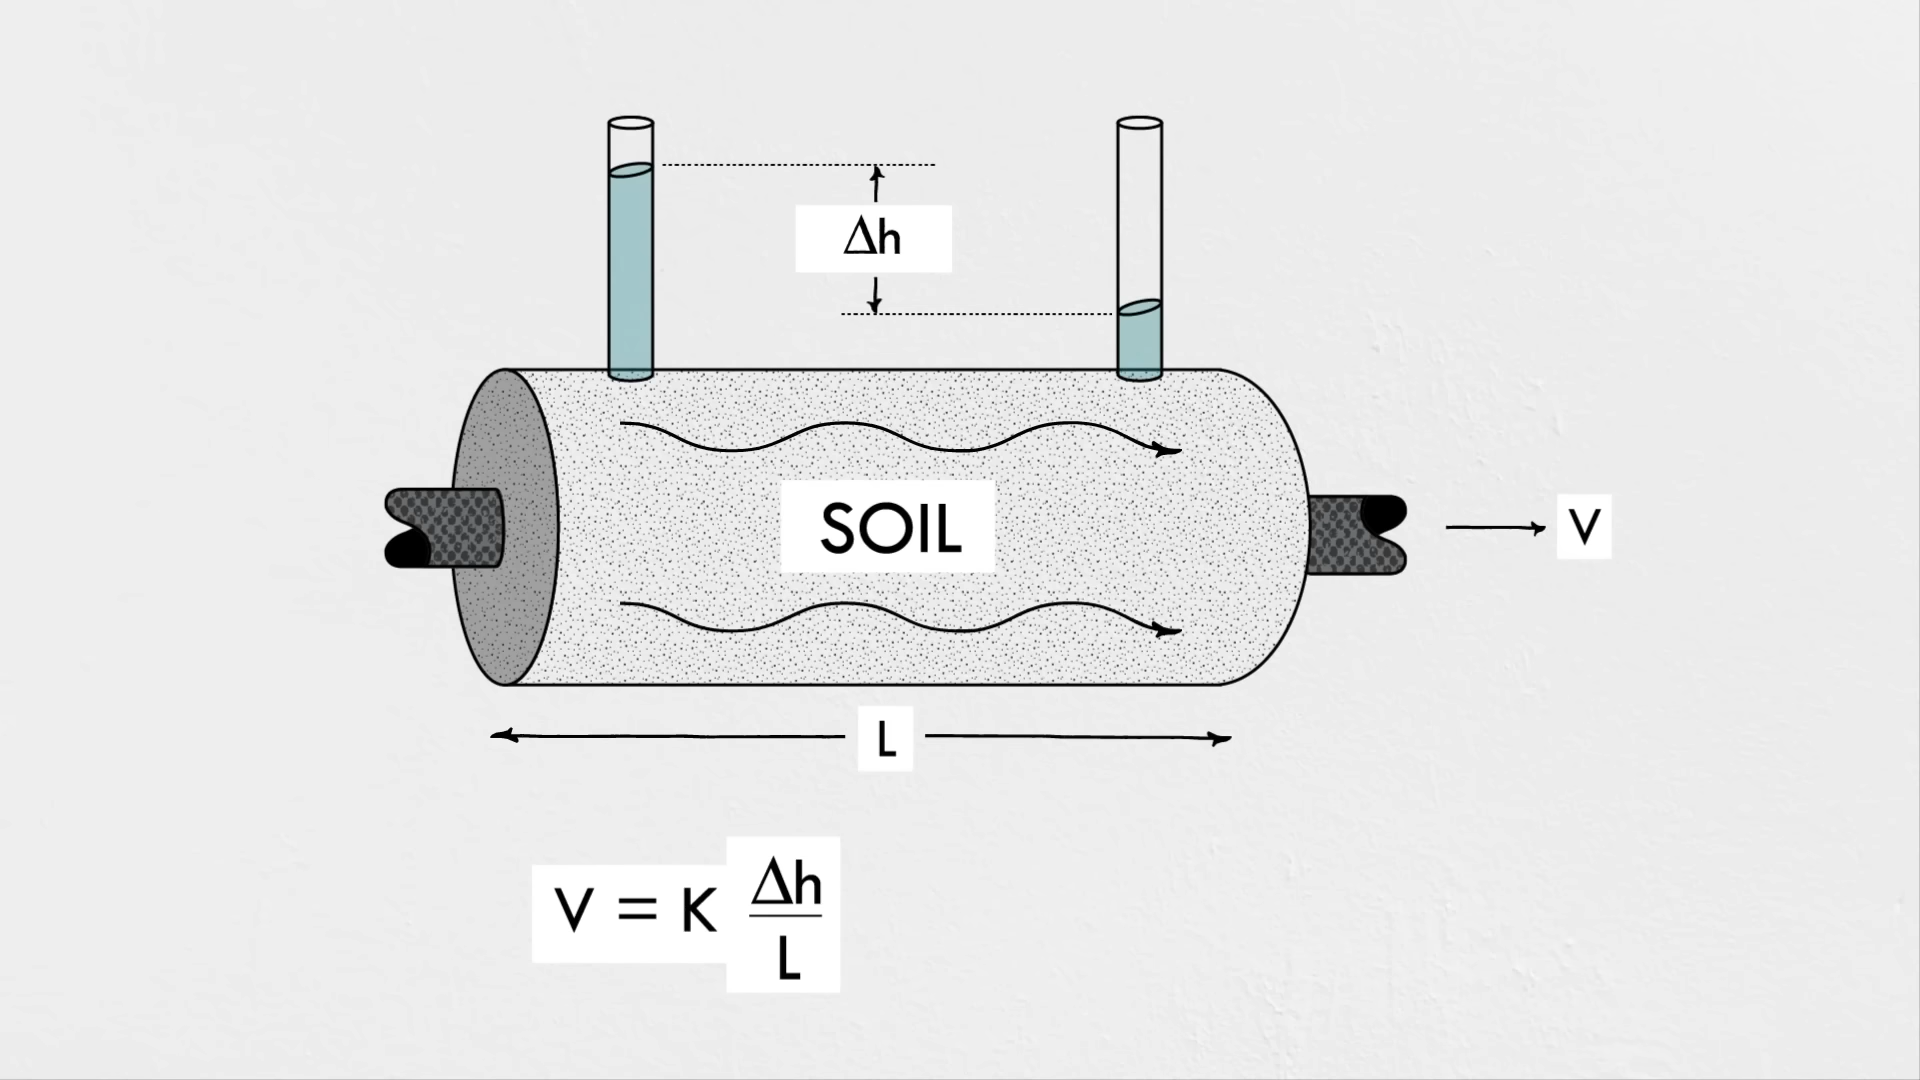 Δh
SOIL
V
L
V = K Δh
L